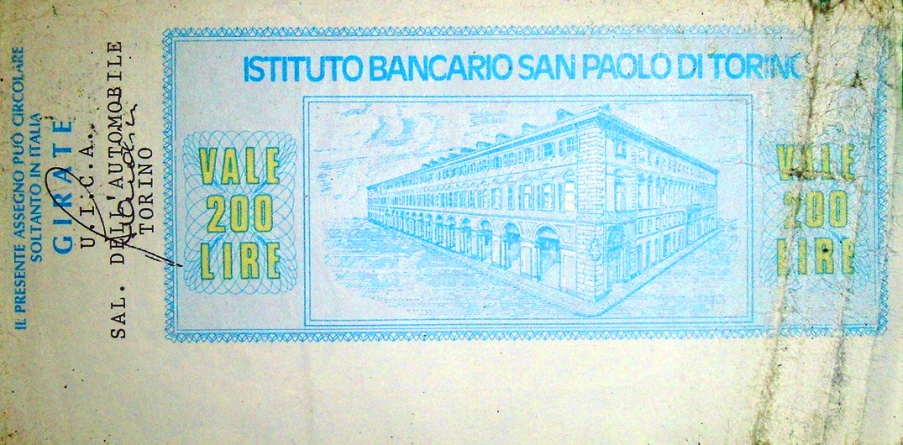 IL PRESENTE ASSEGNO PUÒ CIRCOLARE
SOLTANTO IN ITALIA
GIRATE
U.I.C.A.
SAL. DELL'AUTOMOBILE
TORINO
ISTITUTO BANCARIO SAN PAOLO DI TORINO
VALE
200
LIRE
VALE
200
LIRE